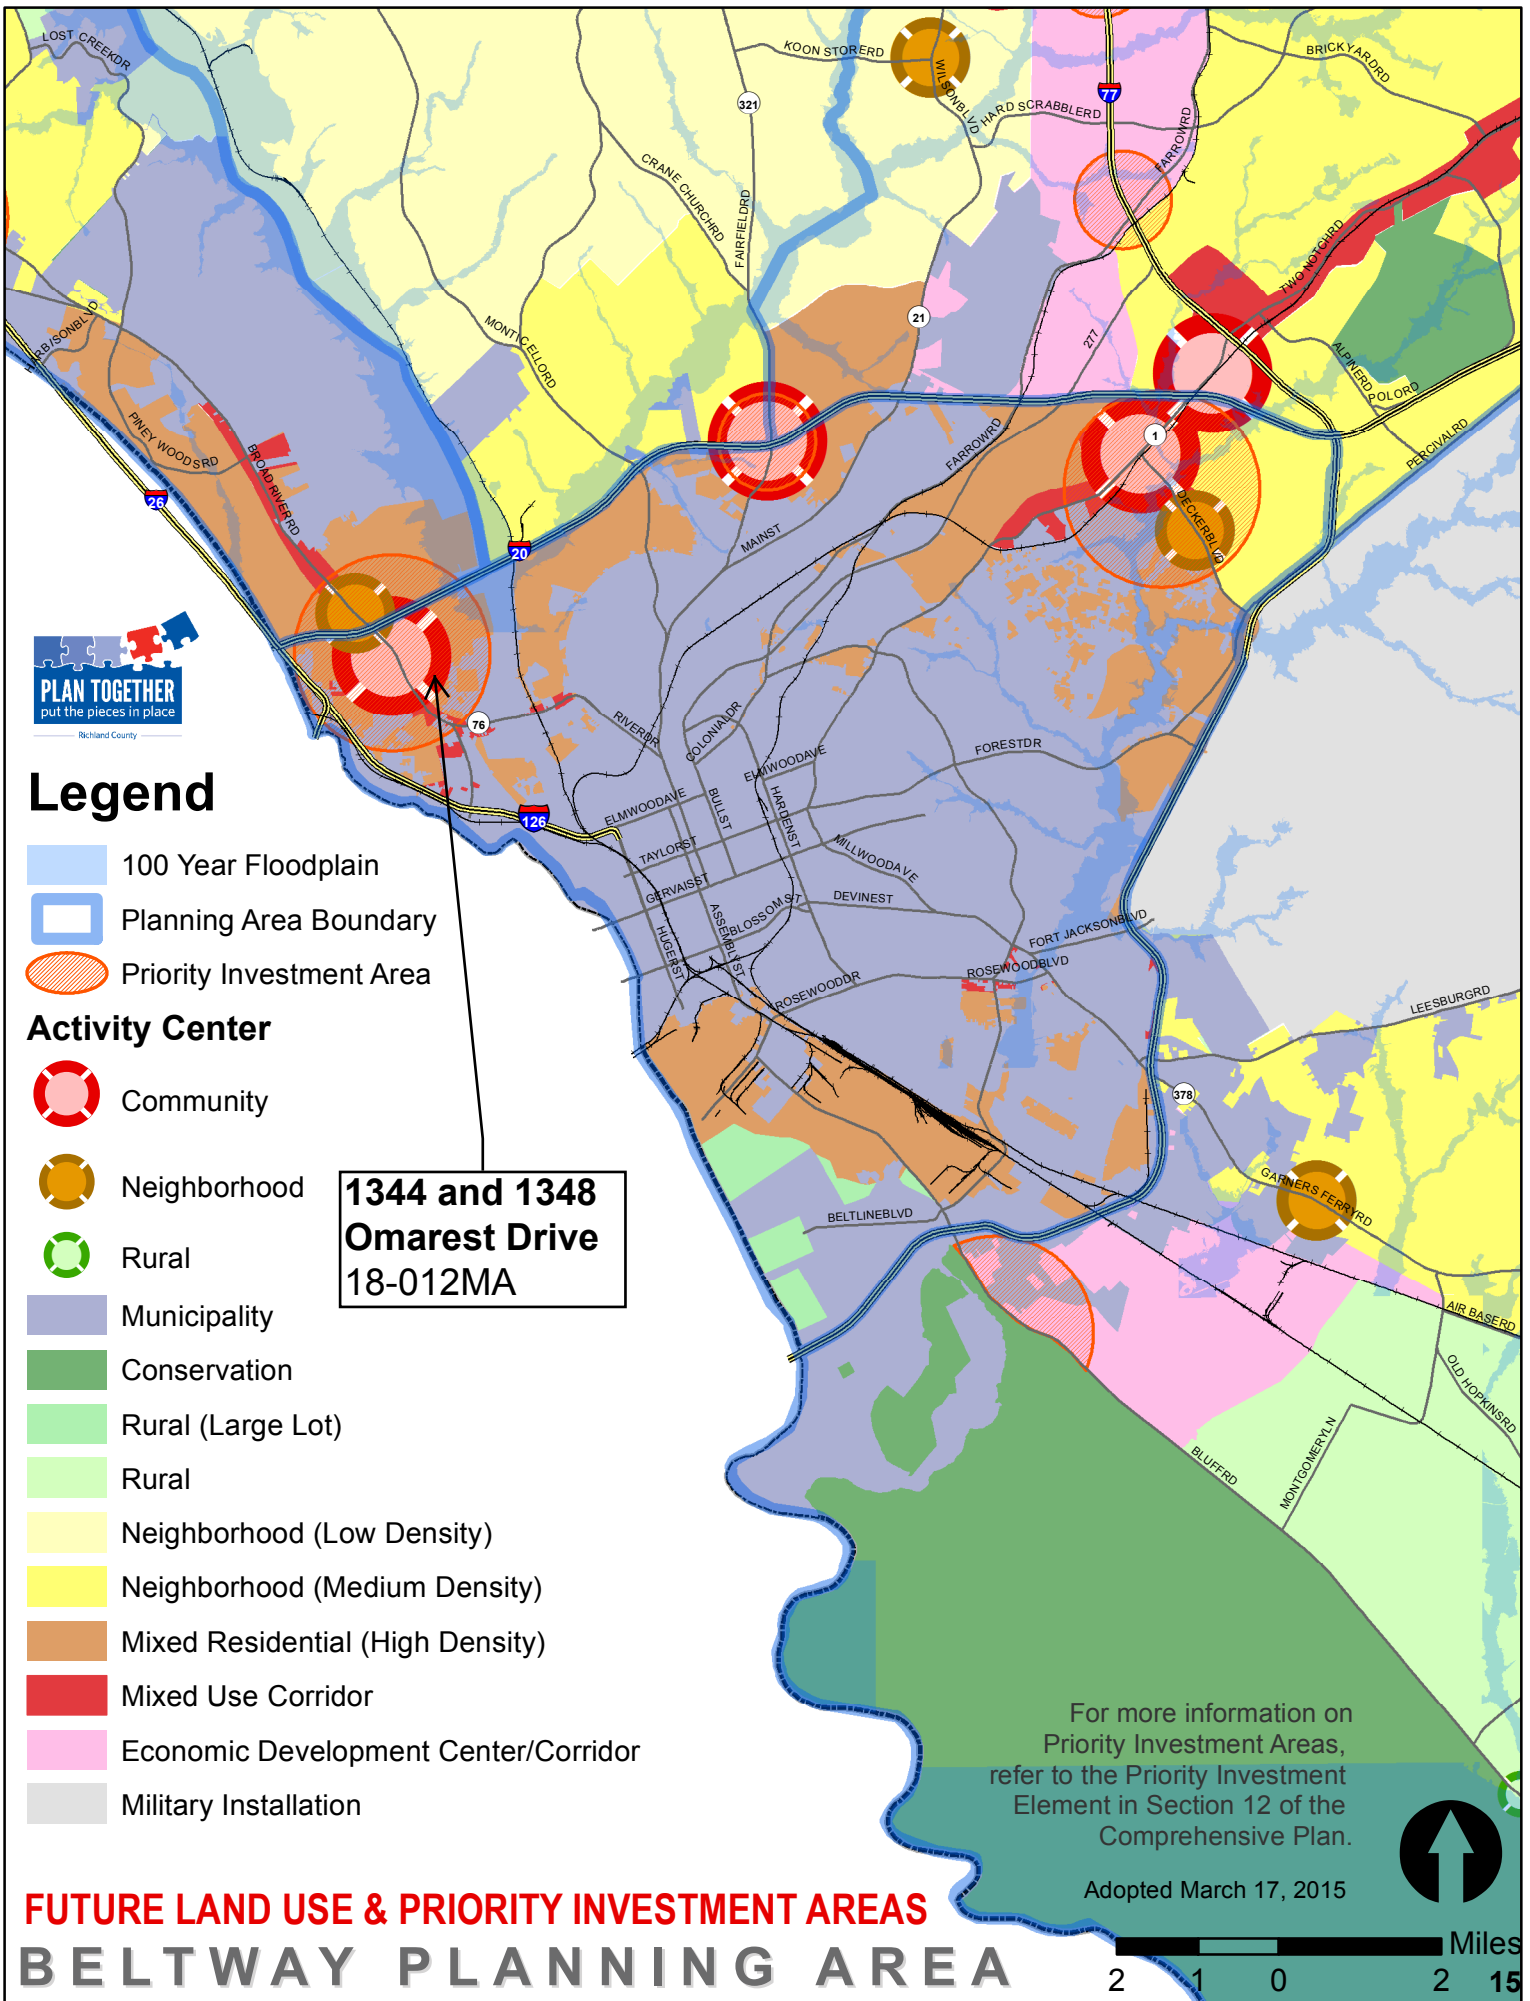 LOST CREEKDR
KOON STORERD
WILSONBLVD
HARD SCRABBLERD
77
FARROWRD
BRICKYARDRD
321
CRANE CHURCHRD
FAIRFIELDRD
TWO NOTCHRD
HARBISONBLVD
MONTICELLORD
21
277
ALPINERD
POLORD
PERCIVALRD
PINEY WOODSRD
BROAD RIVERRD
26
20
MAINST
FARROWRD
1
DECKERBLVD
PLAN TOGETHER
put the pieces in place
Richland County
76
RIVERDR
COLONIALDR
ELMWOODAVE
FORESTDR
126
ELMWOODAVE
BULLST
HARDENST
TAYLORST
MILLWOODAVE
GERVAISST
ASSEMBLYST
BLOSSOMST
DEVINEST
HUGERST
FORT JACKSONBLVD
ROSEWOODBLVD
ROSEWOODDR
LEESBURGRD
378
GARNERS FERRYRD
BELTLINEBLVD
AIR BASERD
OLD HOPKINSRD
MONTGOMERYLN
BLUFFRD
Legend
100 Year Floodplain
Planning Area Boundary
Priority Investment Area
Activity Center
Community
Neighborhood
Rural
1344 and 1348
Omarest Drive
18-012MA
Municipality
Conservation
Rural (Large Lot)
Rural
Neighborhood (Low Density)
Neighborhood (Medium Density)
Mixed Residential (High Density)
Mixed Use Corridor
Economic Development Center/Corridor
Military Installation
For more information on
Priority Investment Areas,
refer to the Priority Investment
Element in Section 12 of the
Comprehensive Plan.
Adopted March 17, 2015
FUTURE LAND USE & PRIORITY INVESTMENT AREAS
BELTWAY PLANNING AREA
Miles
2 1 0 2
15